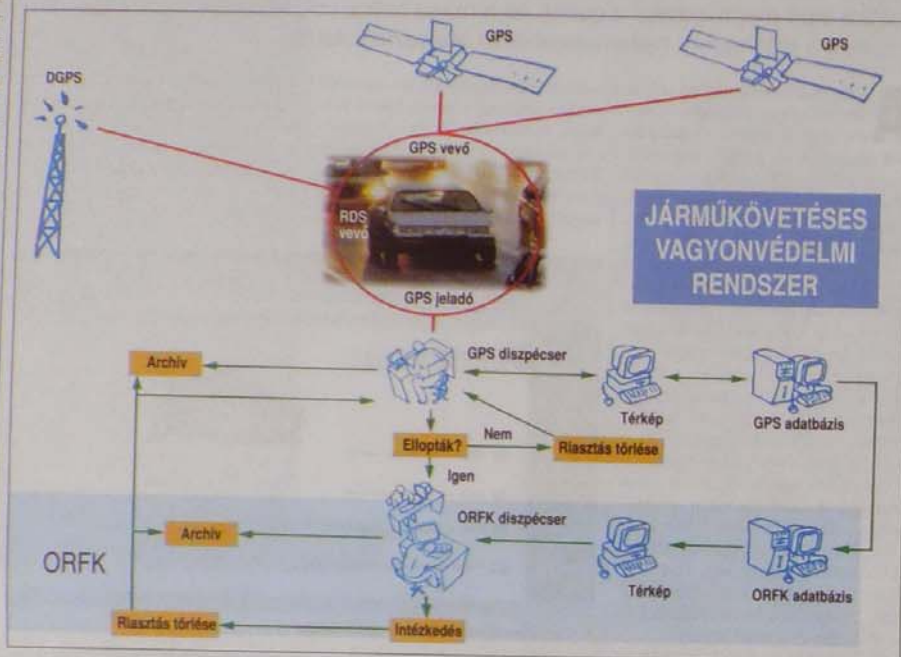 GPS
GPS
DGPS
GPS vevő
RDS
vevő
GPS jeladó
JÁRMŰKÖVETÉSES
VAGYONVÉDELMI
RENDSZER
Archív
GPS diszpécser
Térkép
GPS adatbázis
Ellopták?
Nem
Riasztás törlése
Igen
ORFK
Archív
ORFK diszpécser
Térkép
ORFK adatbázis
Riasztás törlése
Intézkedés